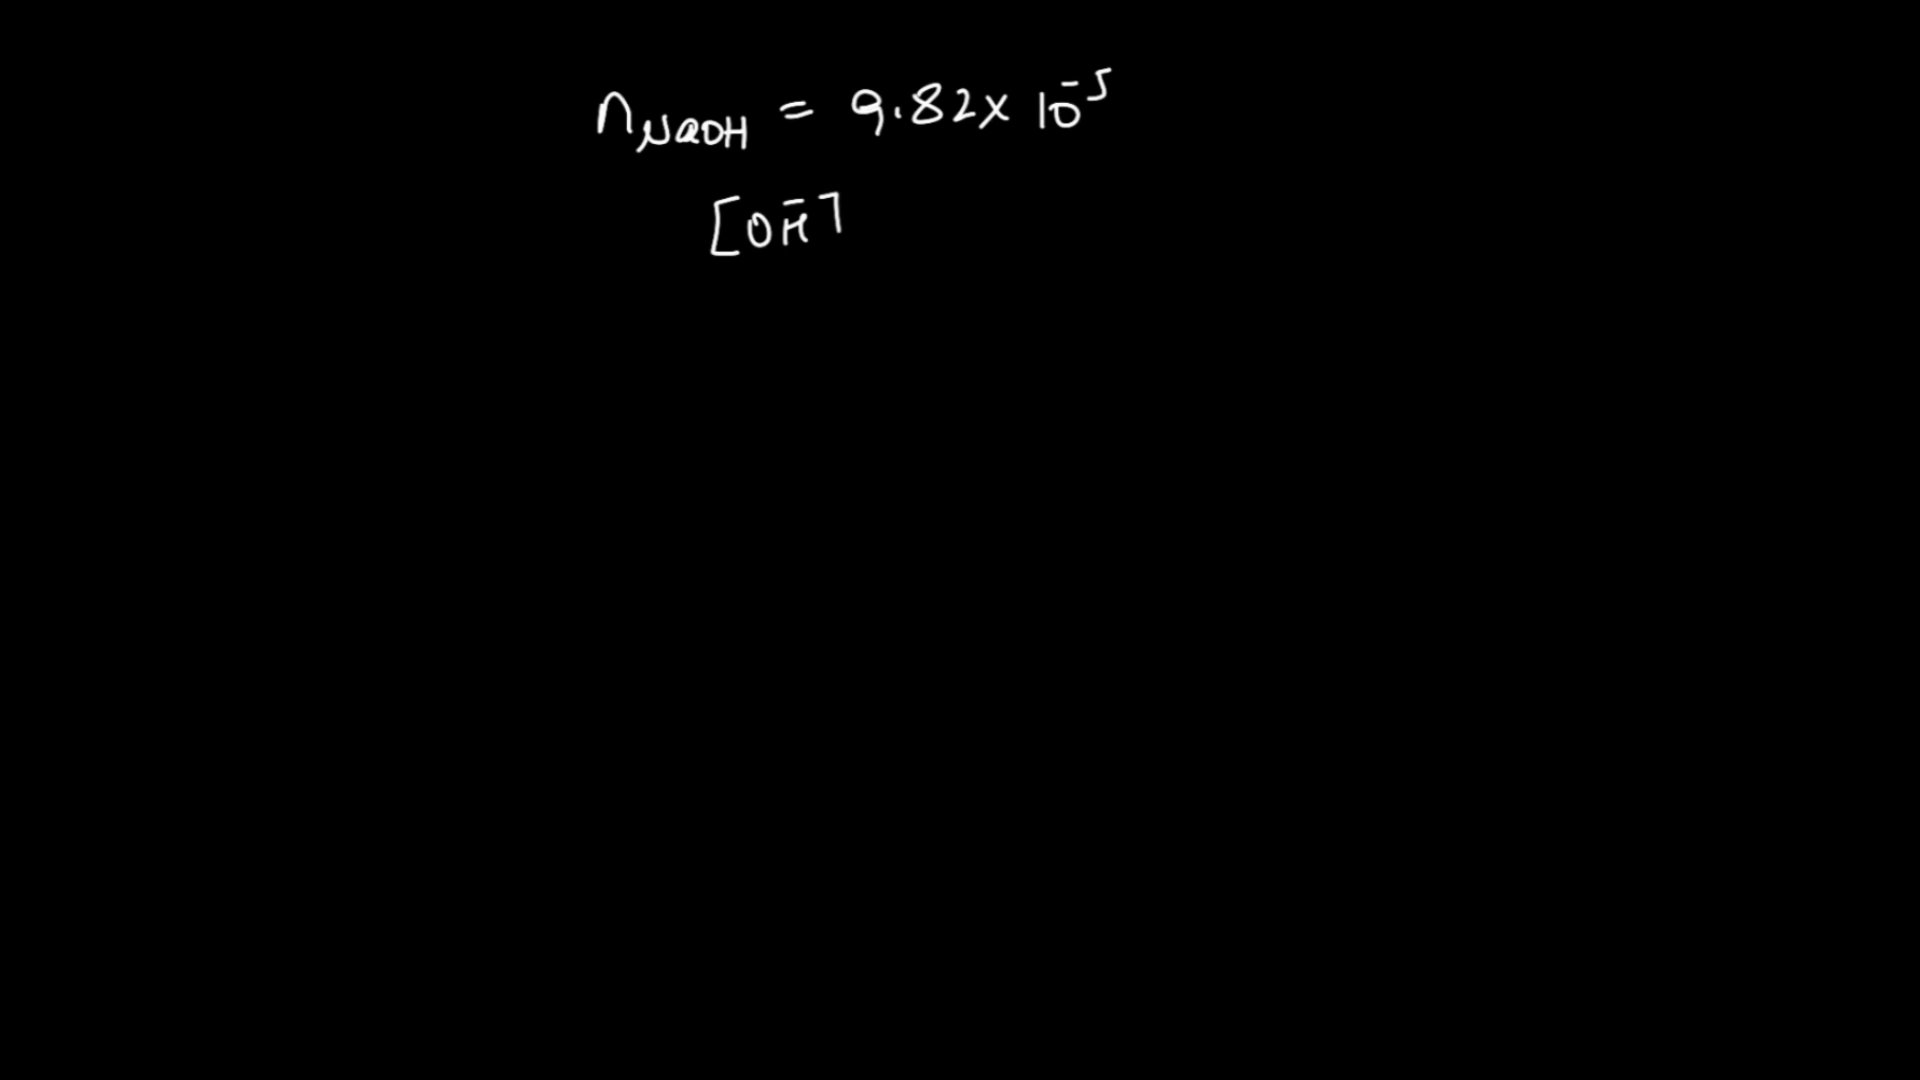 n_NaOH = 9.82 x 10^-5
[OH^-]